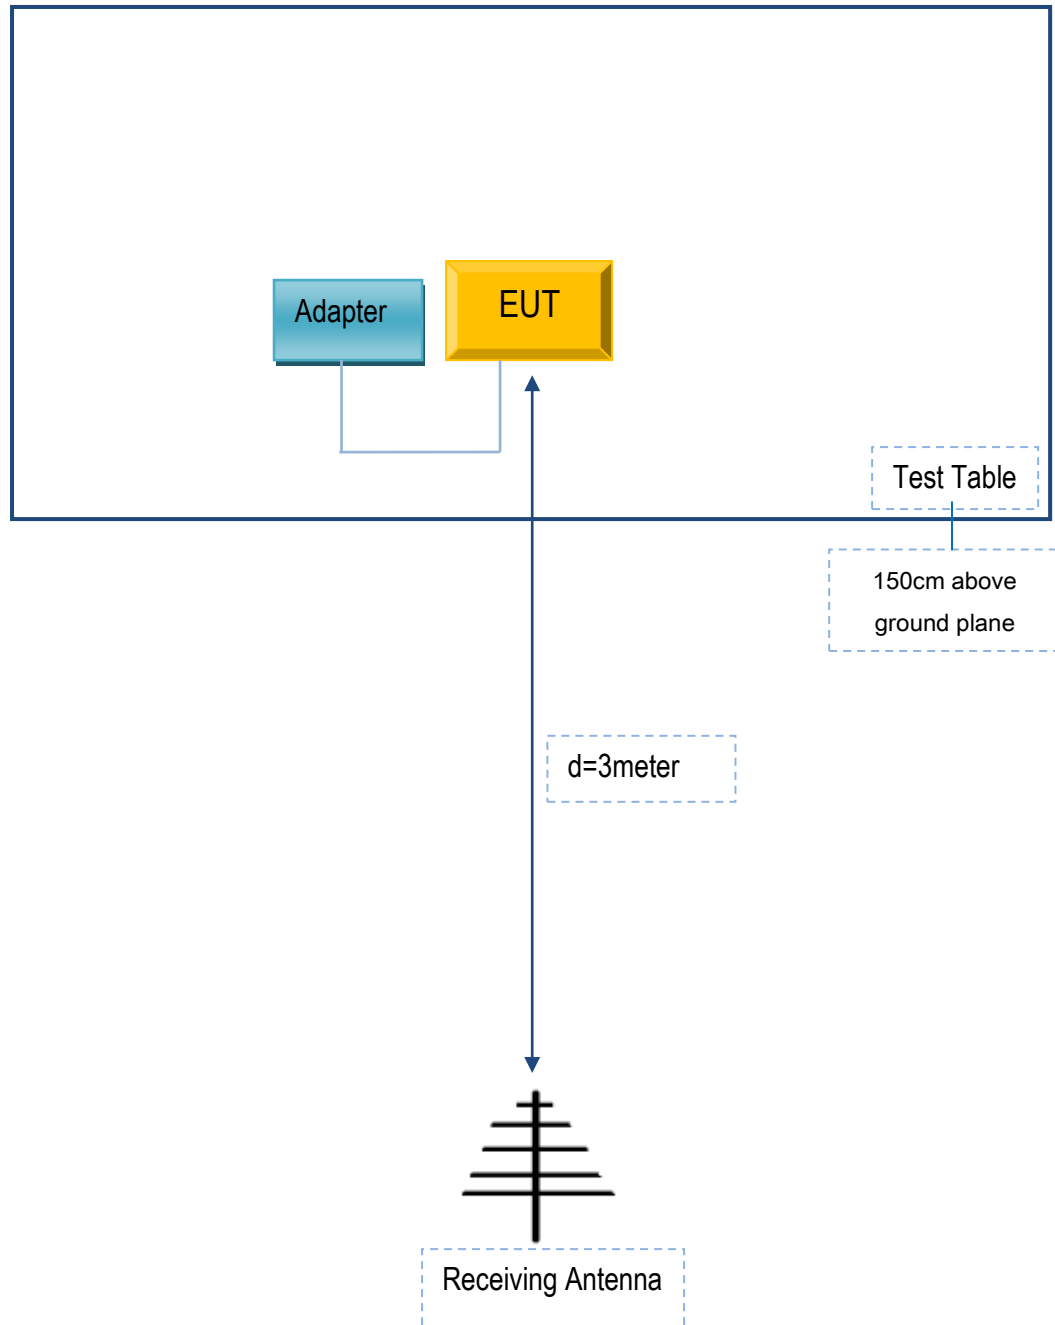 Adapter
EUT
Test Table
150cm above
ground plane
d=3meter
Receiving Antenna